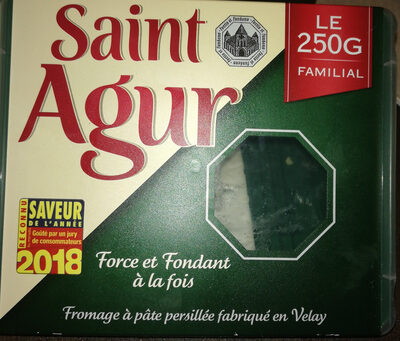 Saint
Agur
LE
250G
FAMILIAL
RECONNU
SAVEUR
DE L'ANNÉE
Goûté par un jury
de consommateurs
2018
Force et Fondant
à la fois
Fromage à pâte persillée fabriqué en Velay